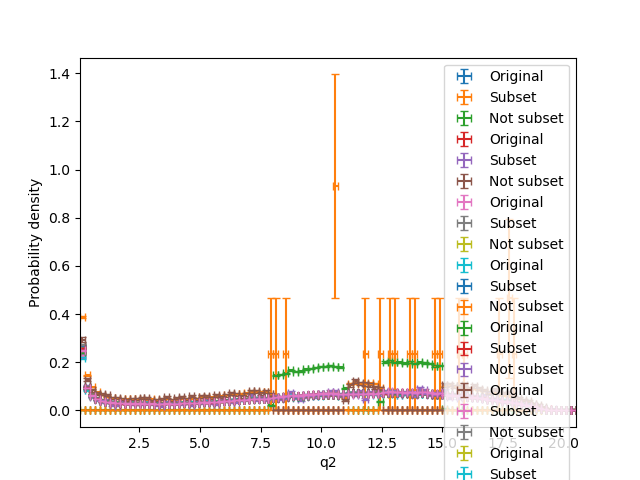 Probability density
1.4
1.2
1.0
0.8
0.6
0.4
0.2
0.0
2.5 5.0 7.5 10.0 12.5 15.0 17.5 20.0
q2
Original
Subset
Not subset
Original
Subset
Not subset
Original
Subset
Not subset
Original
Subset
Not subset
Original
Subset
Not subset
Original
Subset
Not subset
Original
Subset